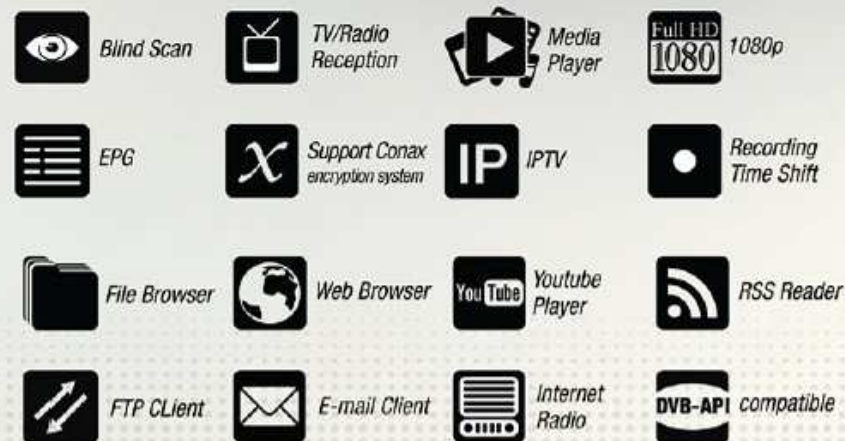 Blind Scan
TV/Radio
Reception
Media
Player
Full HD
1080
1080p
EPG
X
Support Conax
encryption system
IP
IPTV
Recording
Time Shift
File Browser
Web Browser
You Tube
Youtube
Player
RSS Reader
FTP CLient
E-mail Client
Internet
Radio
DVB-API
compatible